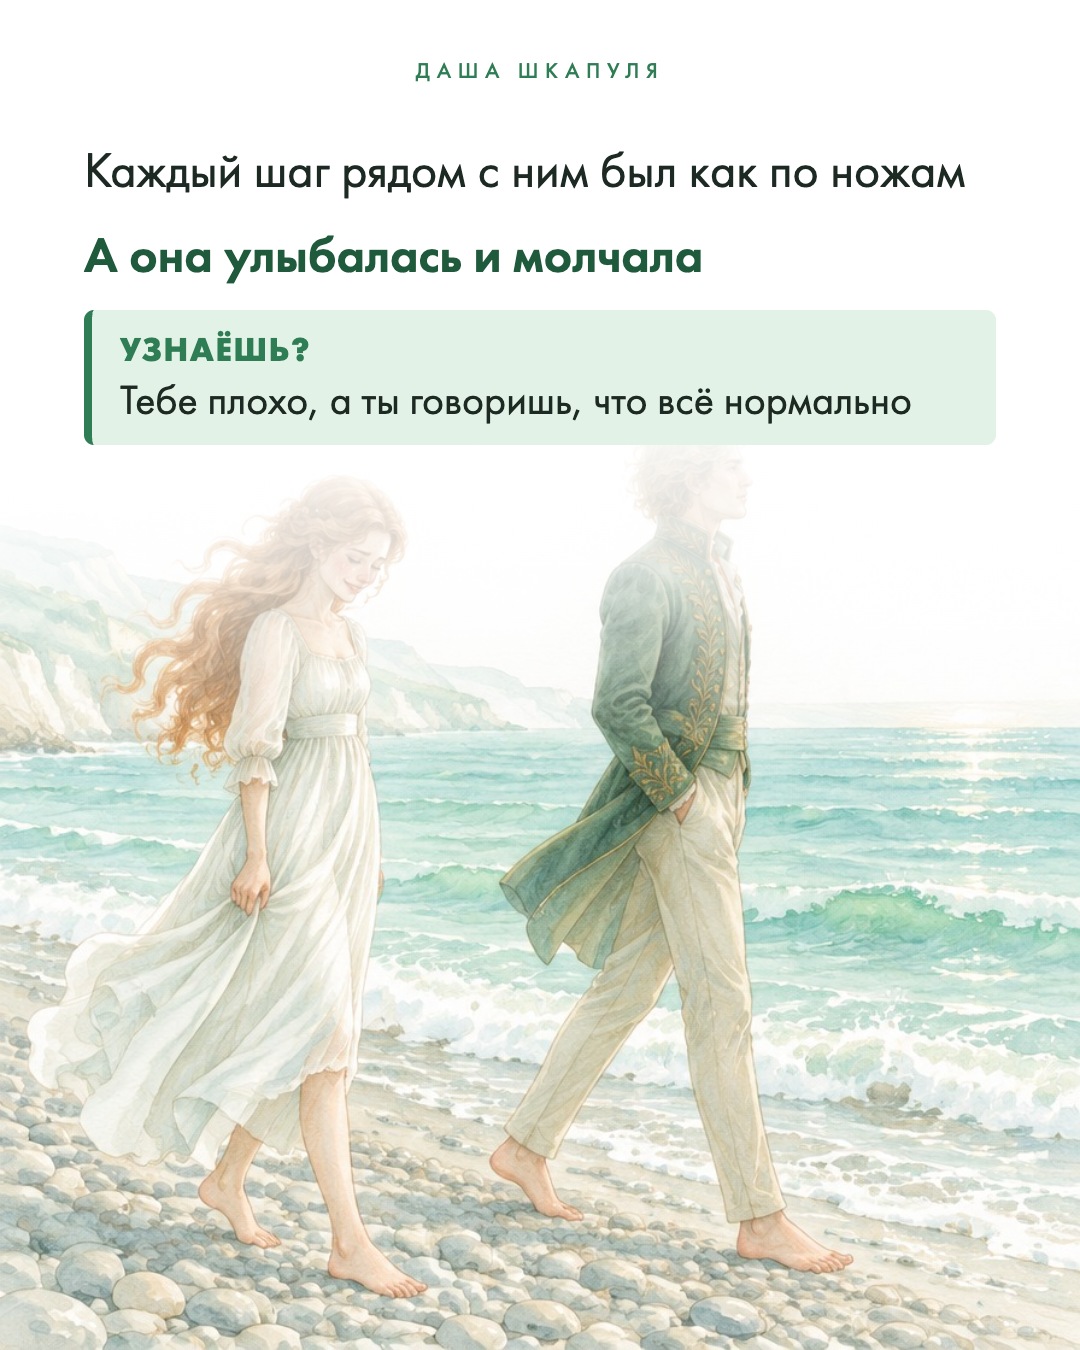 ДАША ШКАПУЛЯ
Каждый шаг рядом с ним был как по ножам
А она улыбалась и молчала
УЗНАЁШЬ?
Тебе плохо, а ты говоришь, что всё нормально